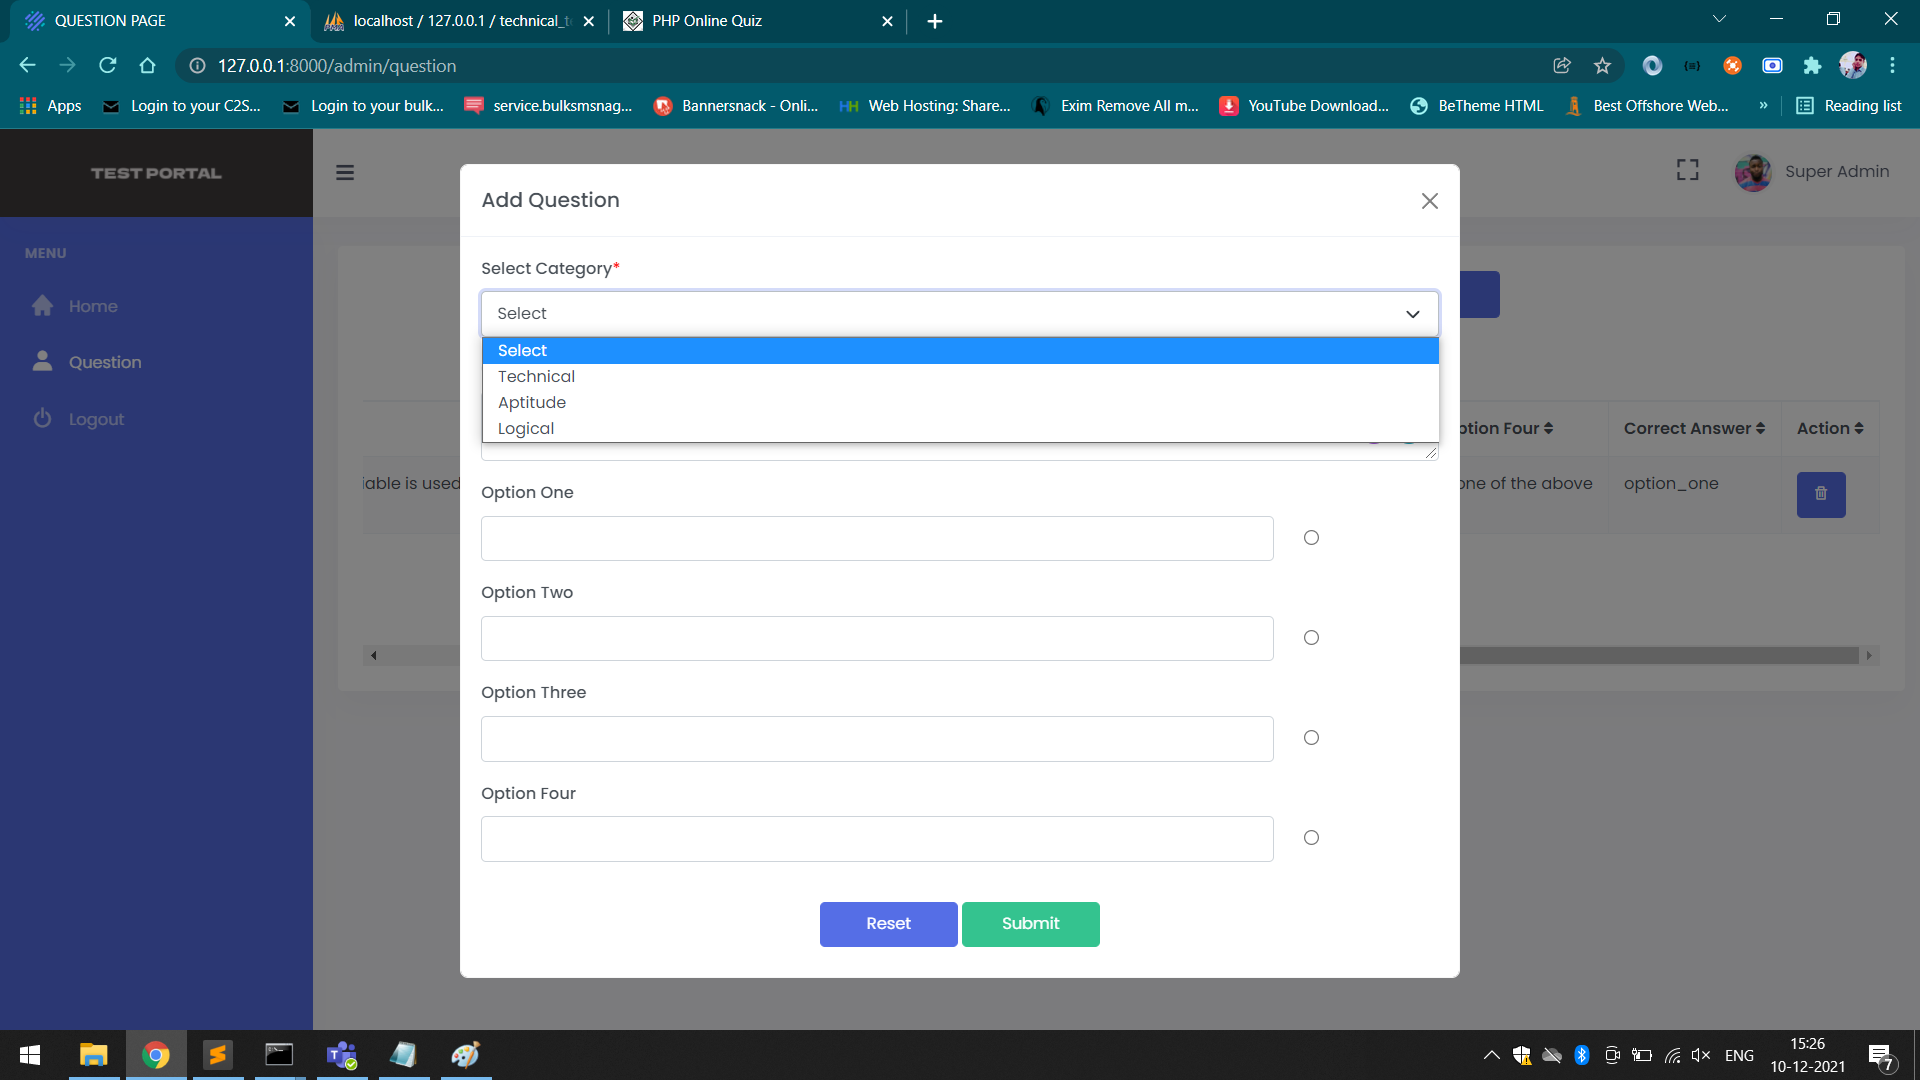 QUESTION PAGE
localhost / 127.0.0.1 / technical_t
PHP Online Quiz
127.0.0.1:8000/admin/question
Apps
Login to your C2S...
Login to your bulk...
service.bulksmsnag...
Bannersnack - Onli...
HH Web Hosting: Share...
Exim Remove All m...
YouTube Download...
BeTheme HTML
Best Offshore Web...
»
Reading list
TEST PORTAL
Super Admin
MENU
Home
Question
Logout
Add Question
Select Category*
Select
Select
Technical
Aptitude
Logical
ption Four
Correct Answer
Action
iable is used
one of the above
option_one
Option One
Option Two
Option Three
Option Four
Reset
Submit
ENG
15:26
10-12-2021
7